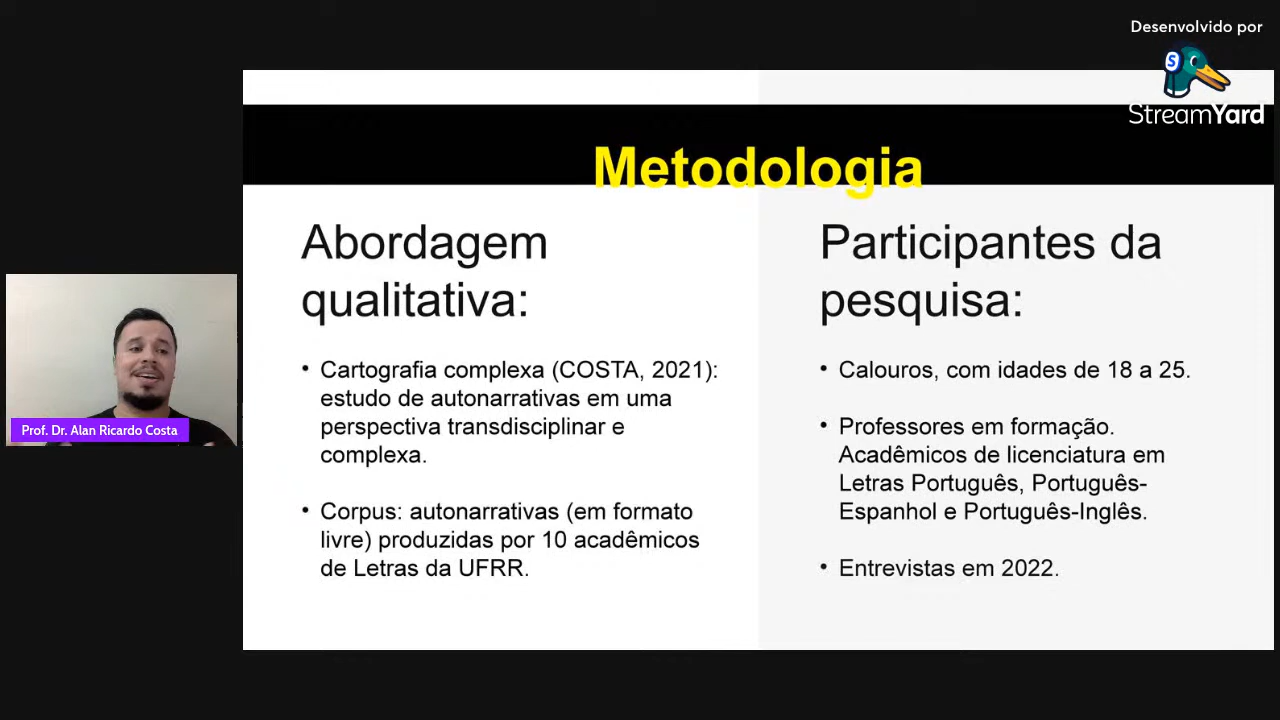 Desenvolvido por
S
StreamYard
Metodologia
Abordagem
qualitativa:
• Cartografia complexa (COSTA, 2021):
estudo de autonarrativas em uma
perspectiva transdisciplinar e
complexa.
• Corpus: autonarrativas (em formato
livre) produzidas por 10 acadêmicos
de Letras da UFRR.
Participantes da
pesquisa:
• Calouros, com idades de 18 a 25.
• Professores em formação.
Acadêmicos de licenciatura em
Letras Português, Português-
Espanhol e Português-Inglês.
• Entrevistas em 2022.
Prof. Dr. Alan Ricardo Costa